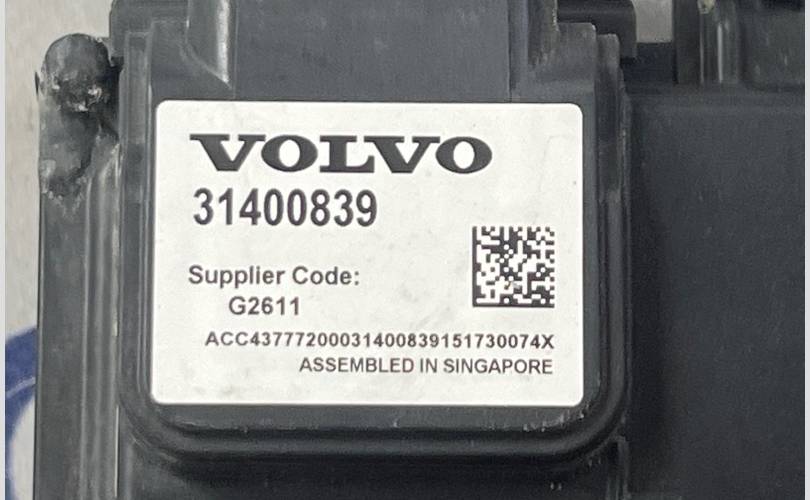 VOLVO
31400839
Supplier Code:
G2611
ACC43777200031400839151730074X
ASSEMBLED IN SINGAPORE